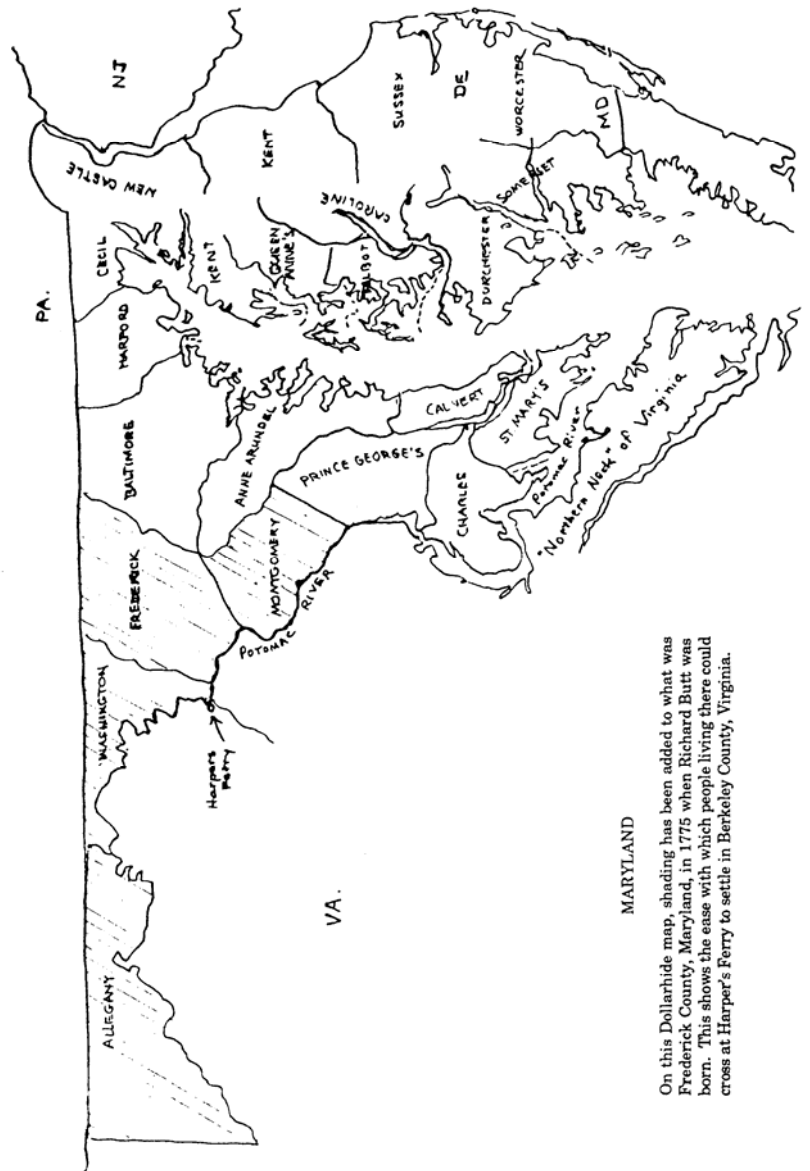 PA.
NJ
NEW CASTLE
CECIL
HARFORD
BALTIMORE
FREDERICK
WASHINGTON
ALLEGANY
KENT
KENT
QUEEN
ANNE'S
TALBOT
CAROLINE
SUSSEX
DE
WORCESTER
MD
SOMERSET
DURCHESTER
ANNE ARUNDEL
CALVERT
PRINCE GEORGE'S
ST. MARY'S
CHARLES
MONTGOMERY
POTOMAC RIVER
Potomac River
"Northern Neck" of Virginia
Harpers
Ferry
VA.
MARYLAND
On this Dollarhide map, shading has been added to what was
Frederick County, Maryland, in 1775 when Richard Butt was
born. This shows the ease with which people living there could
cross at Harper's Ferry to settle in Berkeley County, Virginia.